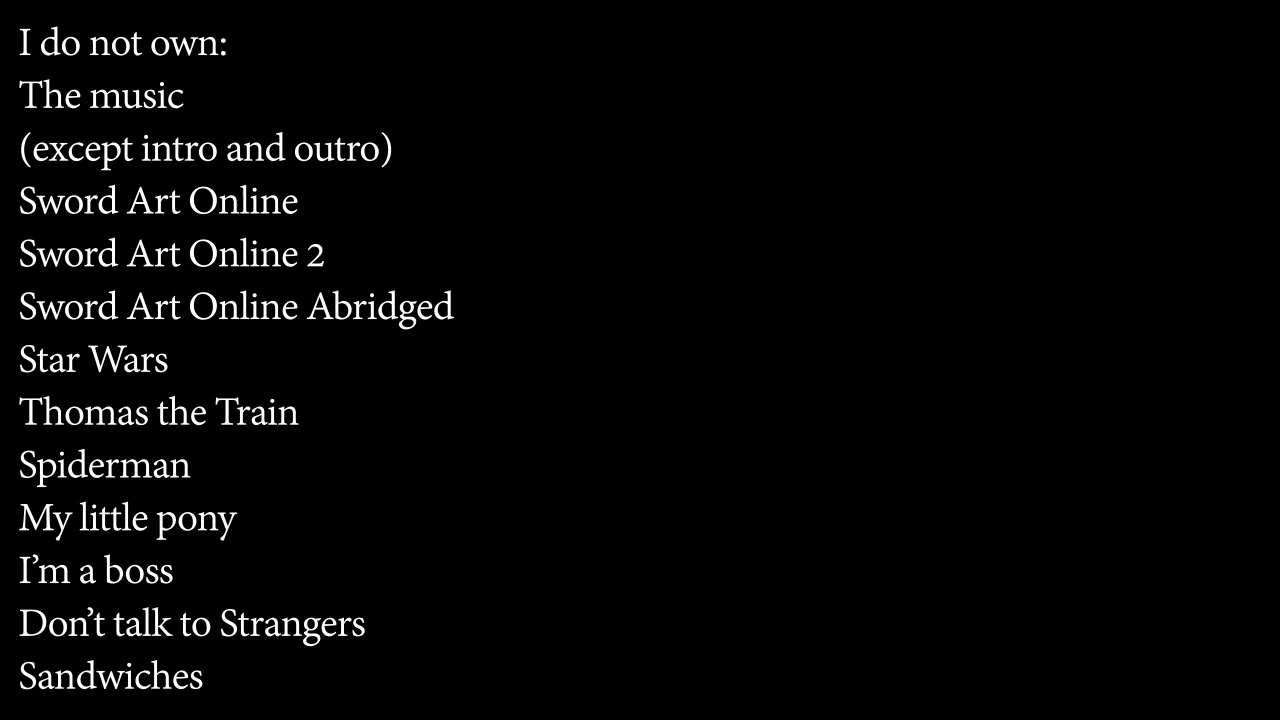 I do not own:
The music
(except intro and outro)
Sword Art Online
Sword Art Online 2
Sword Art Online Abridged
Star Wars
Thomas the Train
Spiderman
My little pony
I’m a boss
Don’t talk to Strangers
Sandwiches